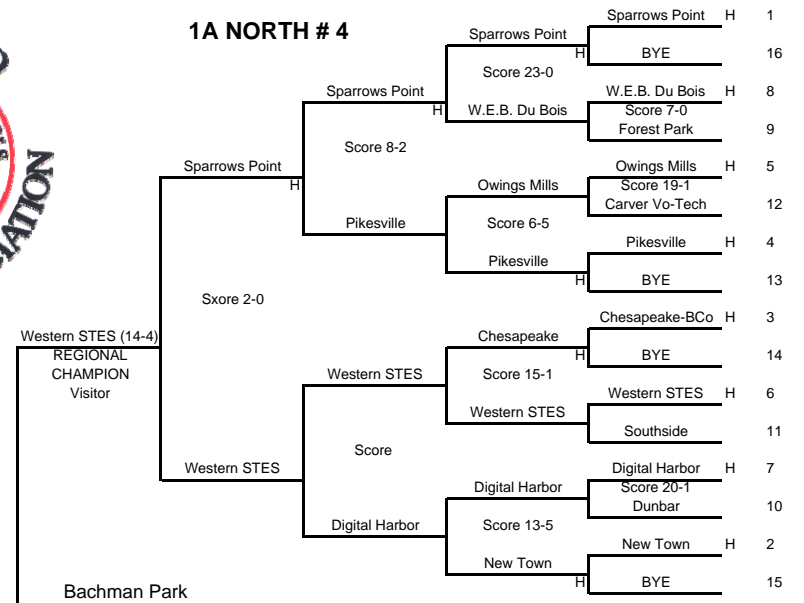 1A NORTH # 4
Sparrows Point H 1
Sparrows Point
H BYE 16
Score 23-0
Sparrows Point
W.E.B. Du Bois H 8
H W.E.B. Du Bois Score 7-0
Forest Park 9
Score 8-2
Sparrows Point
H
Owings Mills H 5
Owings Mills Score 19-1
Carver Vo-Tech 12
Pikesville Score 6-5
Pikesville H 4
Pikesville
H BYE 13
Sxore 2-0
Chesapeake-BCo H 3
Western STES (14-4) Chesapeake
REGIONAL H BYE 14
CHAMPION Western STES Score 15-1
Visitor Western STES H 6
Western STES
Southside 11
Score
Western STES Digital Harbor H 7
Digital Harbor Score 20-1
Dunbar 10
Digital Harbor Score 13-5
New Town H 2
New Town
H BYE 15
Bachman Park
IATION